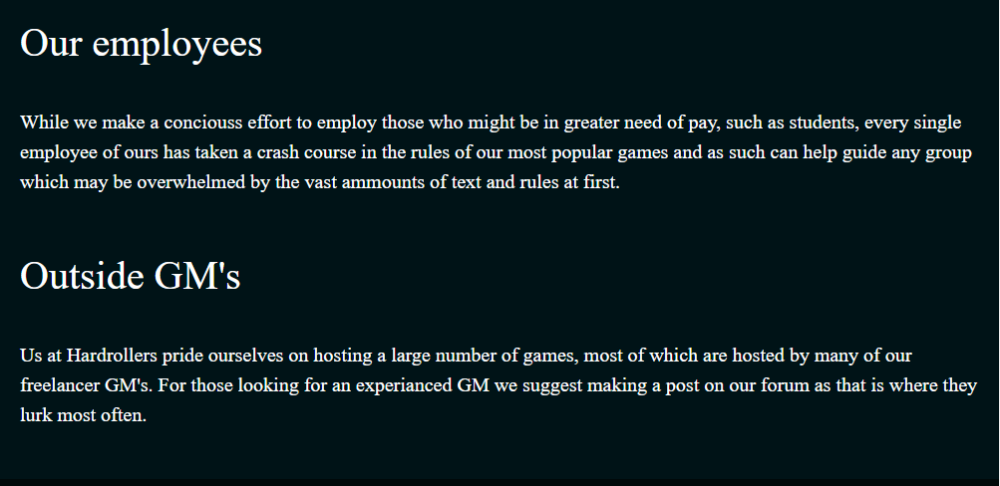 Our employees
While we make a conciouss effort to employ those who might be in greater need of pay, such as students, every single
employee of ours has taken a crash course in the rules of our most popular games and as such can help guide any group
which may be overwhelmed by the vast ammounts of text and rules at first.
Outside GM's
Us at Hardrollers pride ourselves on hosting a large number of games, most of which are hosted by many of our
freelancer GM's. For those looking for an experianced GM we suggest making a post on our forum as that is where they
lurk most often.